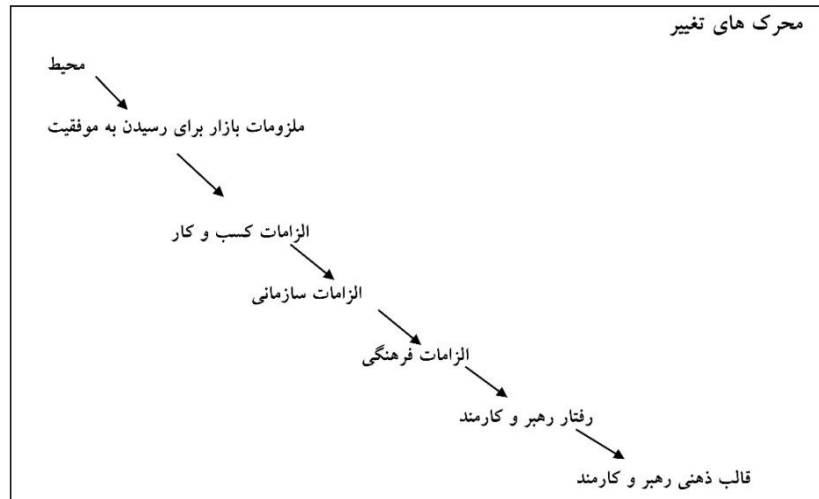 محرک های تغییر
محیط
ملزومات بازار برای رسیدن به موفقیت
الزامات کسب و کار
الزامات سازمانی
الزامات فرهنگی
رفتار رهبر و کارمند
قالب ذهنی رهبر و کارمند